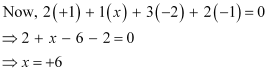 Now, 2(+1) + 1(x) + 3(−2) + 2(−1) = 0
⇒ 2 + x − 6 − 2 = 0
⇒ x = +6